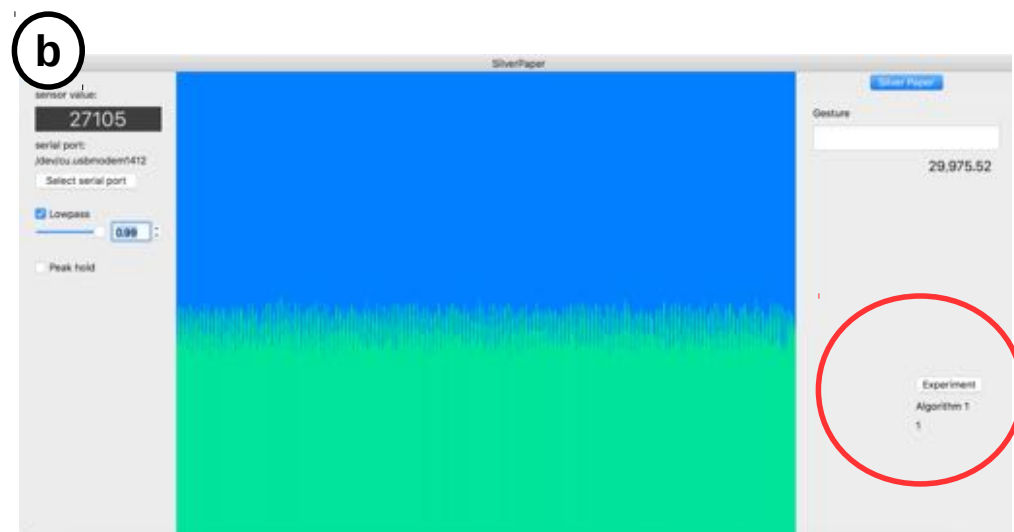 b
SilverPaper
sensor value:
27105
serial port:
/dev/cu.usbmodem1412
Select serial port
Lowpass
0.99
Peak hold
Silver Paper
Gesture
29,975.52
Experiment
Algorithm 1
1